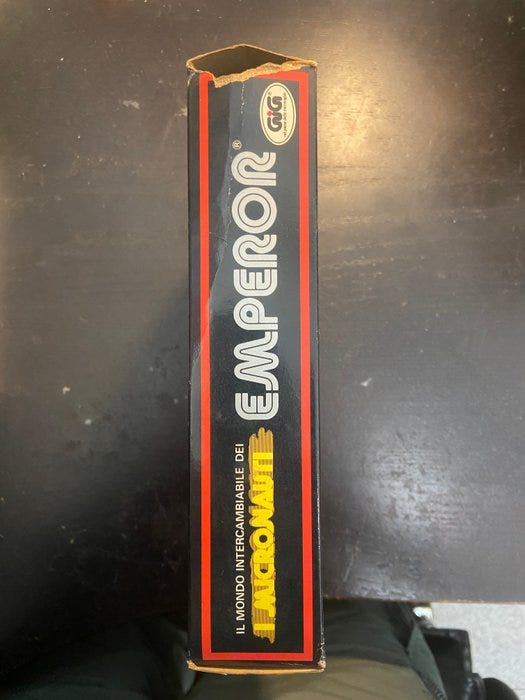 IL MONDO INTERCAMBIABILE DEI
I MICRONAUTI
EMPEROR®
GiG